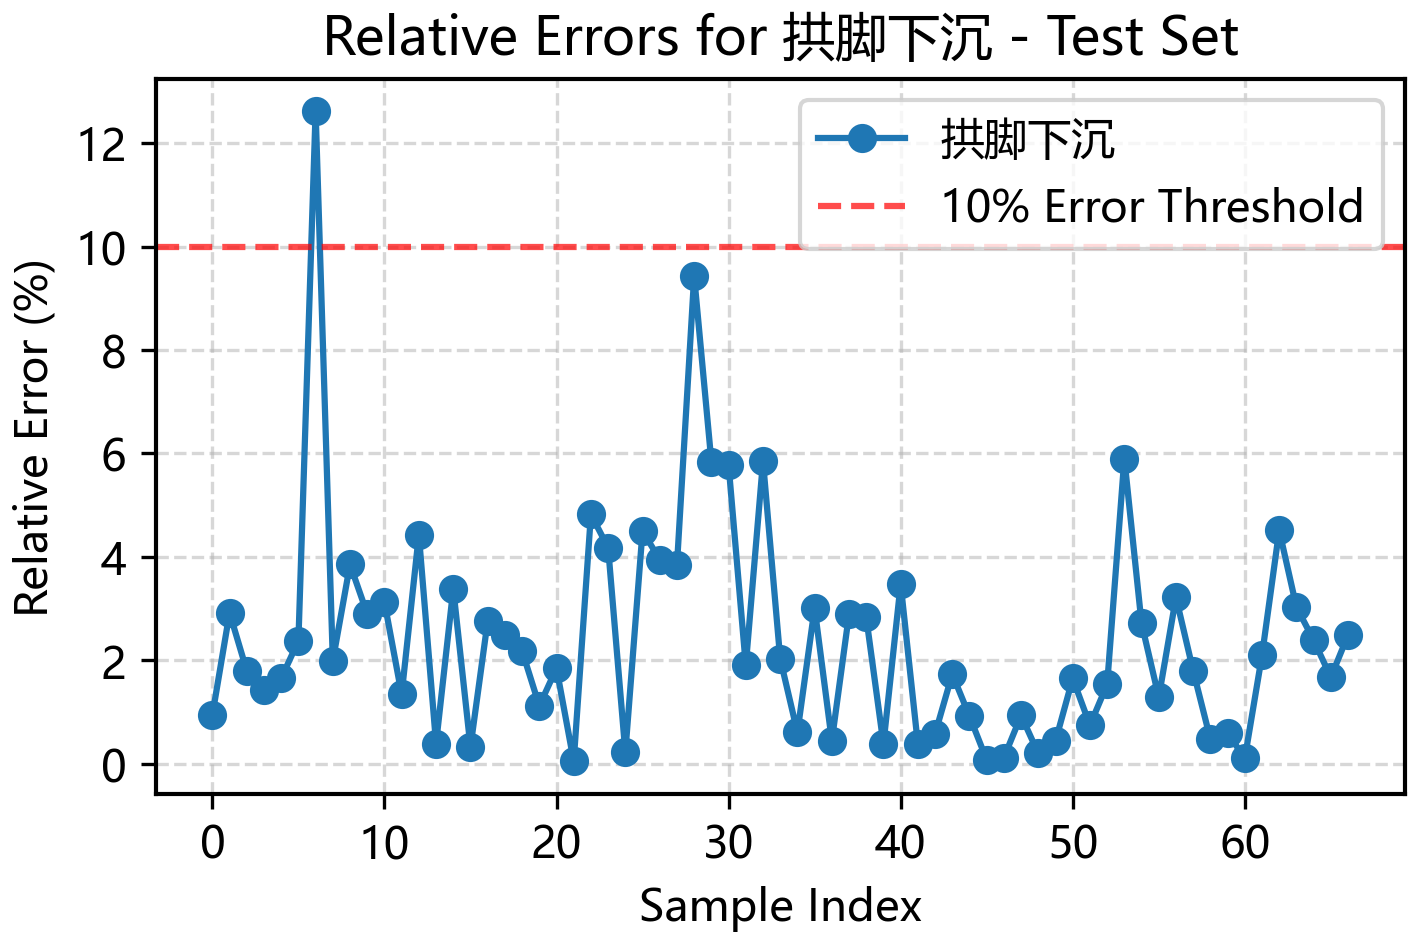 Relative Errors for 拱脚下沉 - Test Set
拱脚下沉
10% Error Threshold
Relative Error (%)
12
10
8
6
4
2
0
0 10 20 30 40 50 60
Sample Index